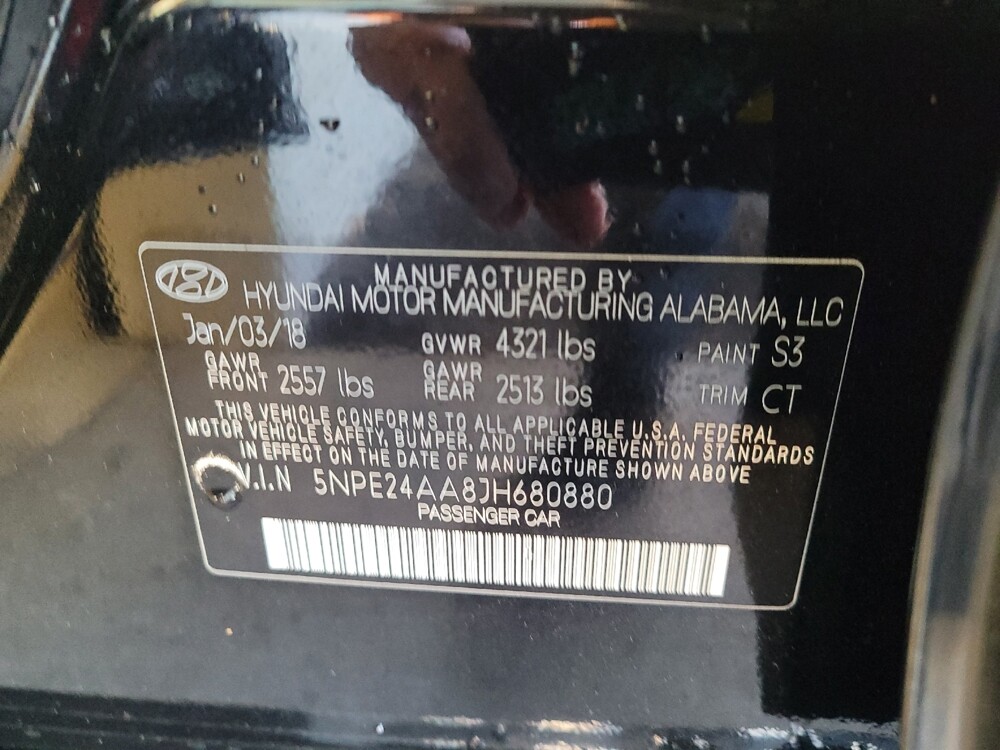 MANUFACTURED BY
HYUNDAI MOTOR MANUFACTURING ALABAMA, LLC
Jan/03/18 GVWR 4321 lbs PAINT S3
GAWR FRONT 2557 lbs GAWR REAR 2513 lbs TRIM CT
THIS VEHICLE CONFORMS TO ALL APPLICABLE U.S.A. FEDERAL
MOTOR VEHICLE SAFETY, BUMPER, AND THEFT PREVENTION STANDARDS
IN EFFECT ON THE DATE OF MANUFACTURE SHOWN ABOVE
V.I.N 5NPE24AA8JH680880
PASSENGER CAR